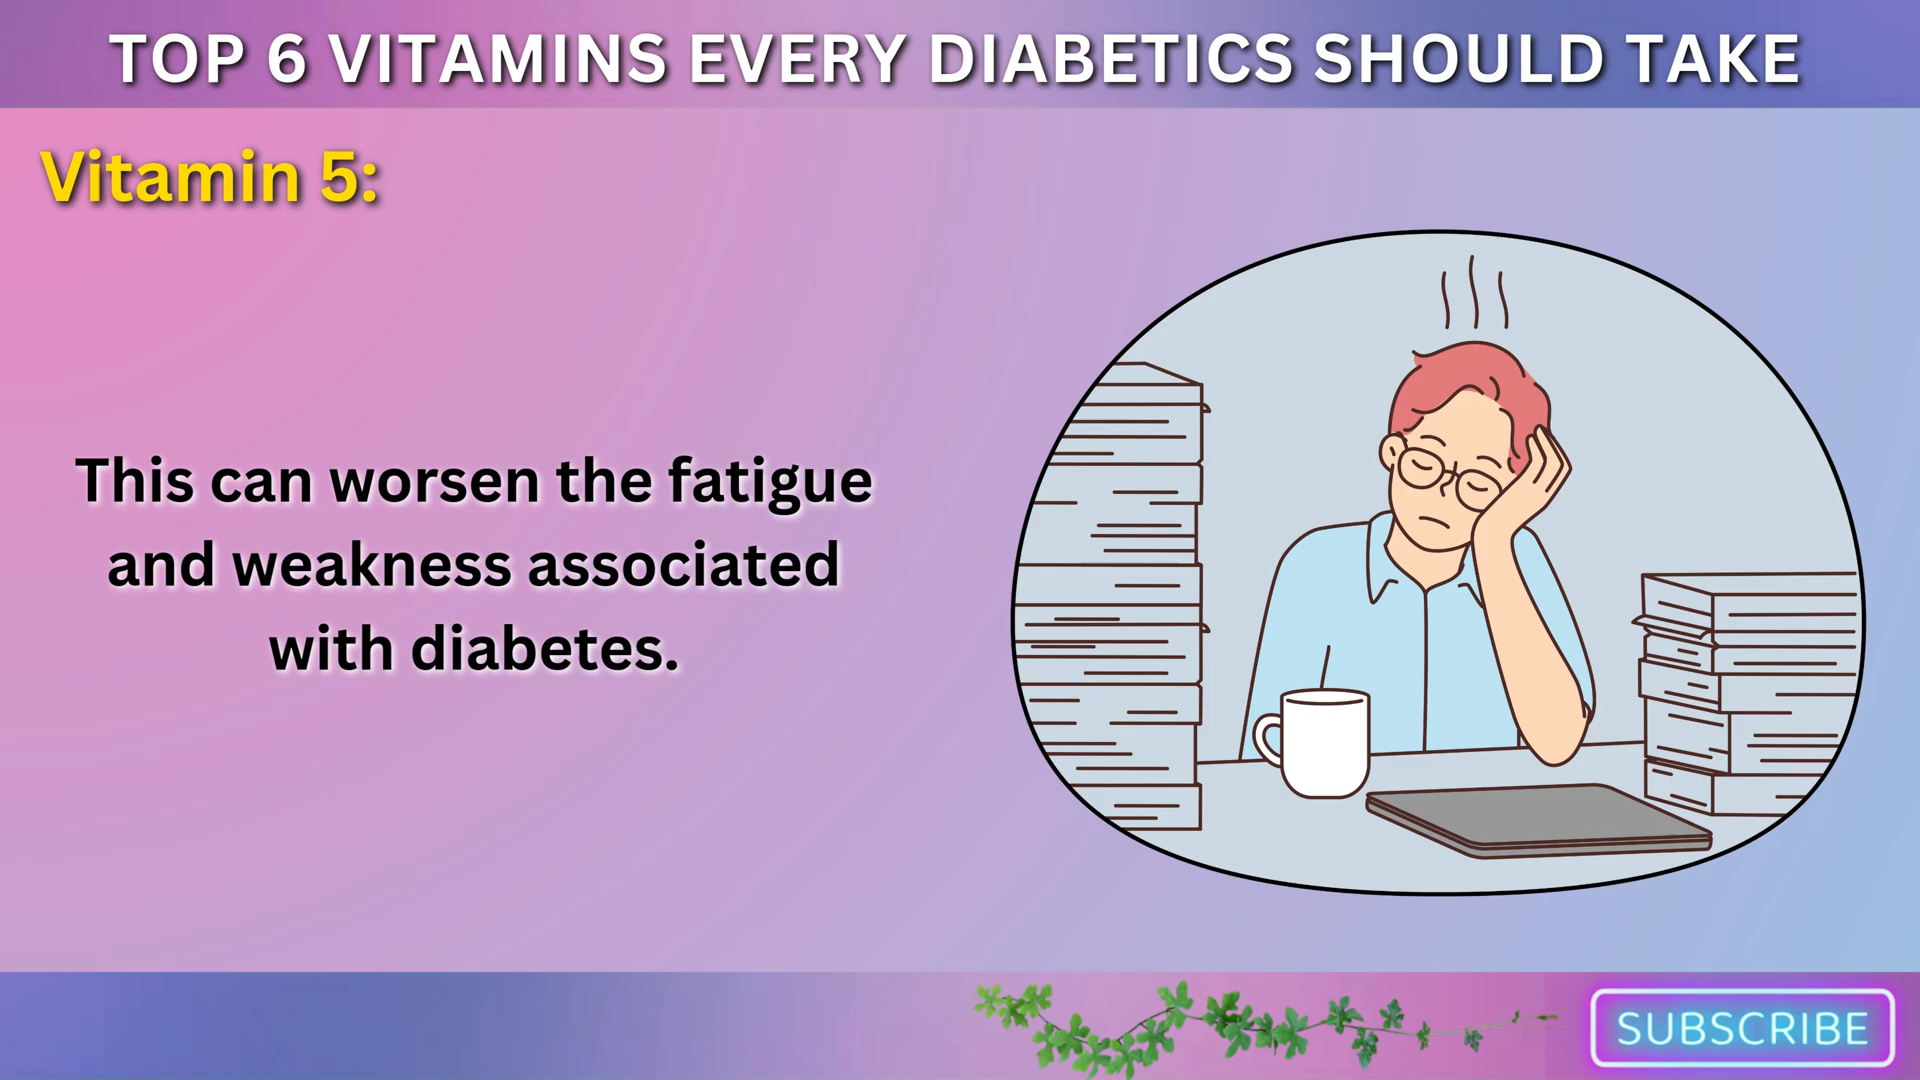 TOP 6 VITAMINS EVERY DIABETICS SHOULD TAKE
Vitamin 5:
This can worsen the fatigue
and weakness associated
with diabetes.
SUBSCRIBE